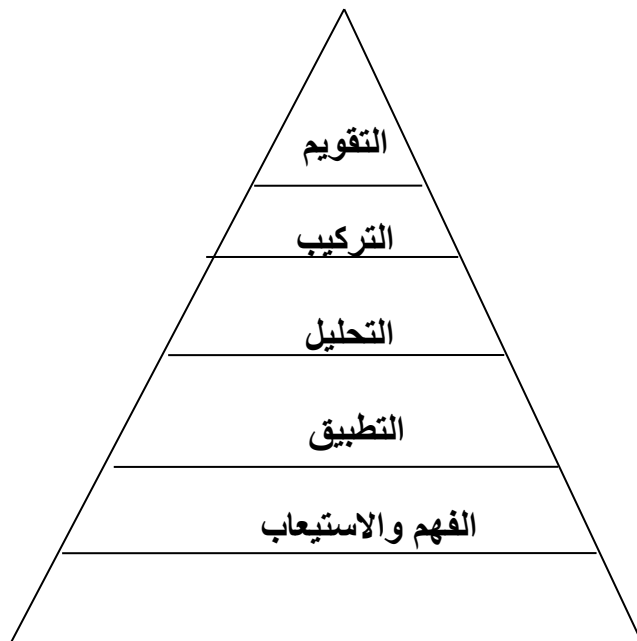 التقويم
التركيب
التحليل
التطبيق
الفهم والاستيعاب